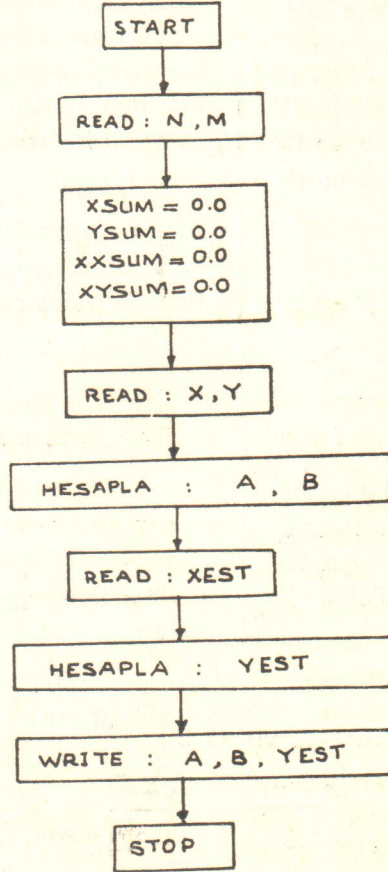 START
READ : N , M
XSUM = 0.0
YSUM = 0.0
XXSUM = 0.0
XYSUM = 0.0
READ : X , Y
HESAPLA : A , B
READ : XEST
HESAPLA : YEST
WRITE : A , B , YEST
STOP